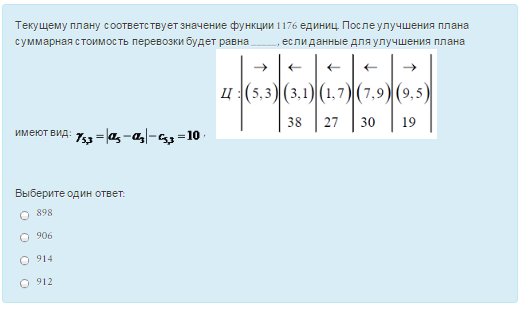 Текущему плану соответствует значение функции 1176 единиц. После улучшения плана
суммарная стоимость перевозки будет равна _____, если данные для улучшения плана
имеют вид: γ₅,₃ = |α₅ − α₃| − c₅,₃ = 10 ,
→ ← ← ← →
Ц : (5,3) (3,1) (1,7) (7,9) (9,5)
38 27 30 19
Выберите один ответ:
898
906
914
912